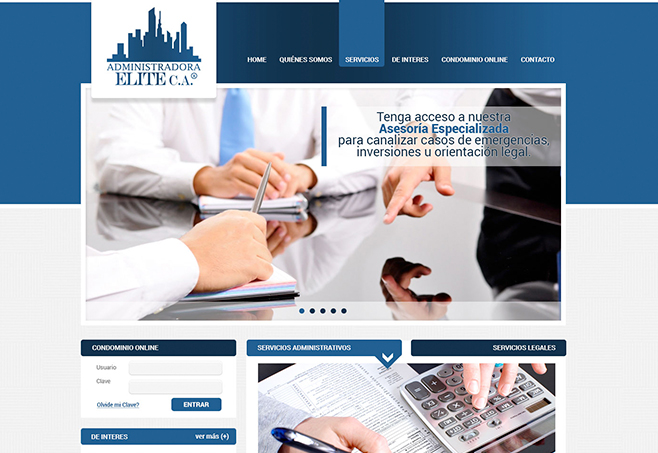 ADMINISTRADORA
ELITE C.A.®
HOME QUIÉNES SOMOS SERVICIOS DE INTERES CONDOMINIO ONLINE CONTACTO
Tenga acceso a nuestra
Asesoría Especializada
para canalizar casos de emergencias,
inversiones u orientación legal.
CONDOMINIO ONLINE
Usuario
Clave
Olvide mi Clave? ENTRAR
DE INTERES ver más (+)
SERVICIOS ADMINISTRATIVOS SERVICIOS LEGALES